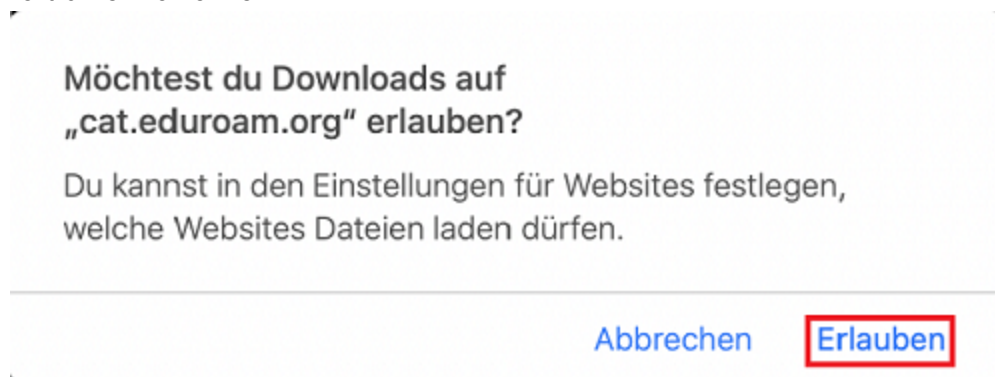 Möchtest du Downloads auf
„cat.eduroam.org“ erlauben?
Du kannst in den Einstellungen für Websites festlegen,
welche Websites Dateien laden dürfen.
Abbrechen
Erlauben